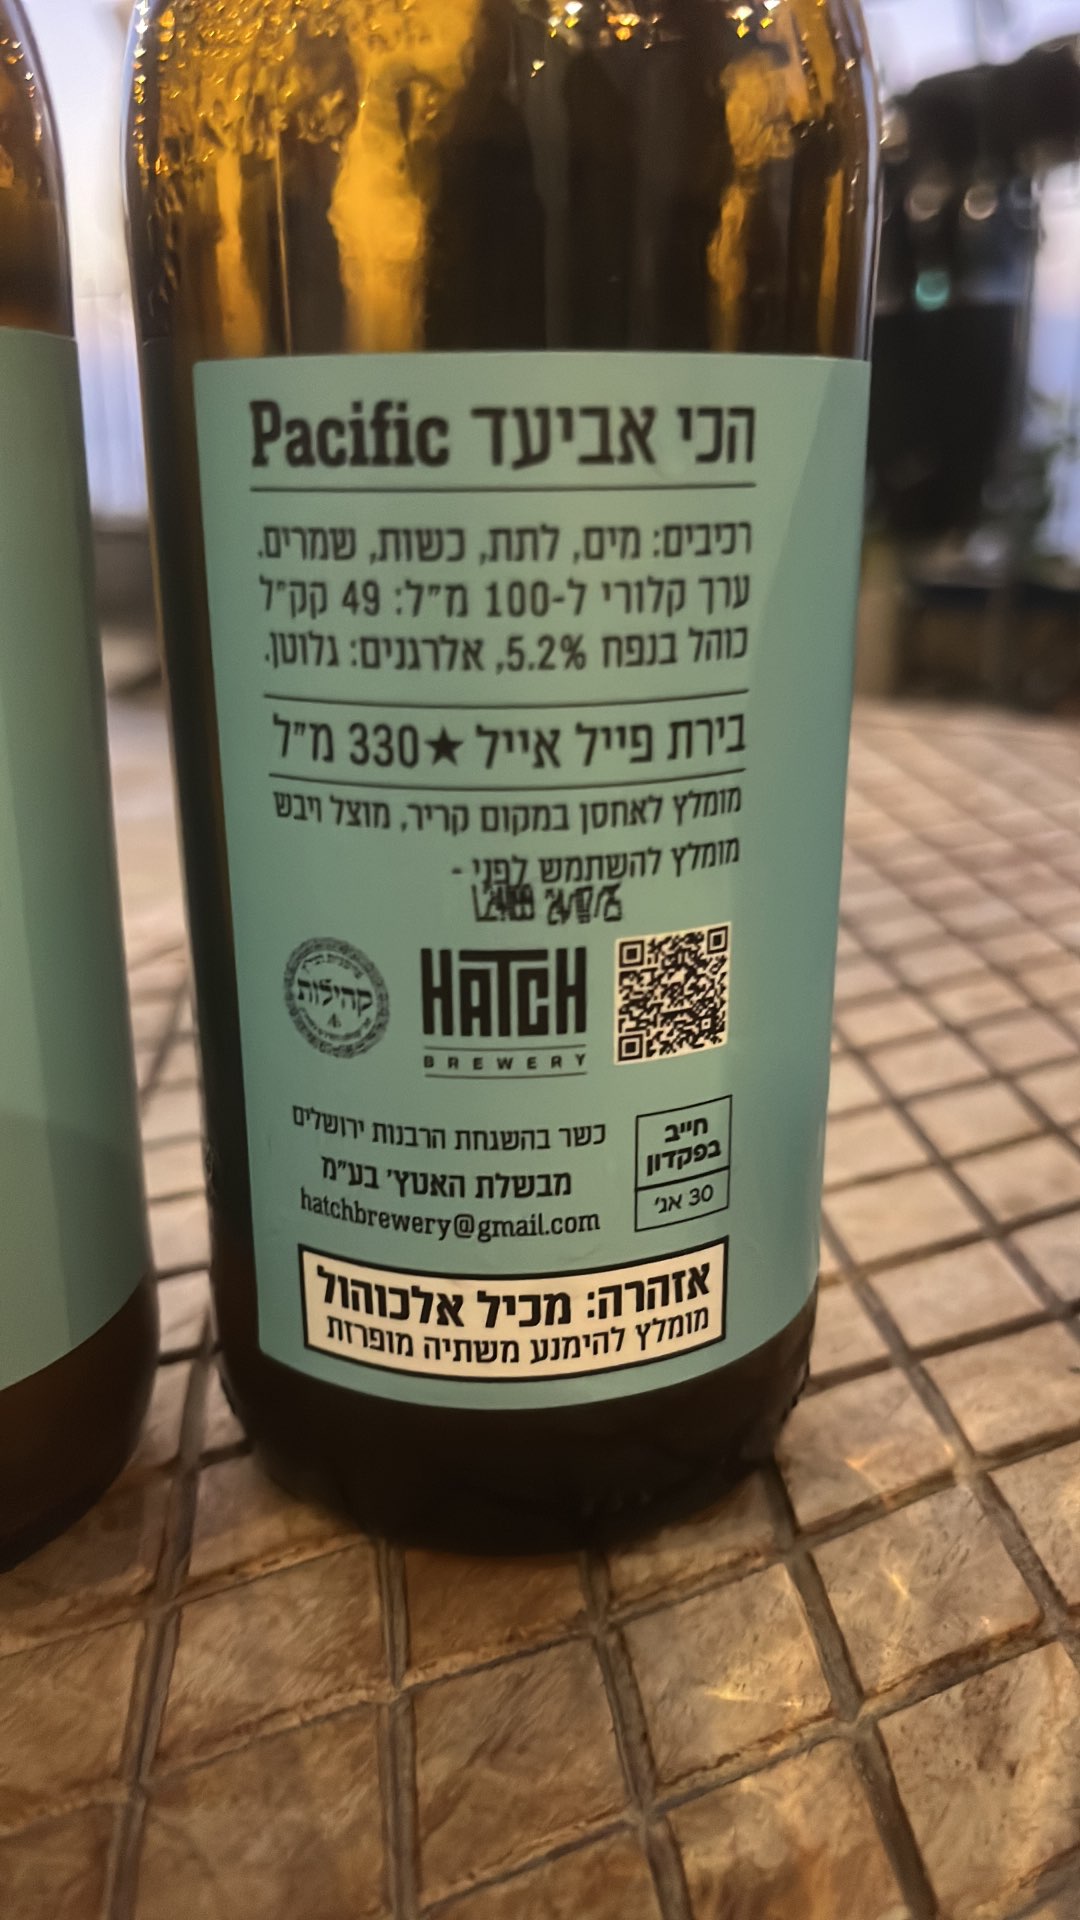 הכי אביעד Pacific
רכיבים: מים, לתת, כשות, שמרים.
ערך קלורי ל-100 מ"ל: 49 קק"ל
כוהל בנפח 5.2%, אלרגנים: גלוטן.
בירת פייל אייל ★ 330 מ"ל
מומלץ לאחסן במקום קריר, מוצל ויבש
מומלץ להשתמש לפני -
קהילות
HATCH
BREWERY
כשר בהשגחת הרבנות ירושלים
מבשלת האטץ' בע"מ
hatchbrewery@gmail.com
חייב
בפקדון
30 אג'
אזהרה: מכיל אלכוהול
מומלץ להימנע משתיה מופרזת